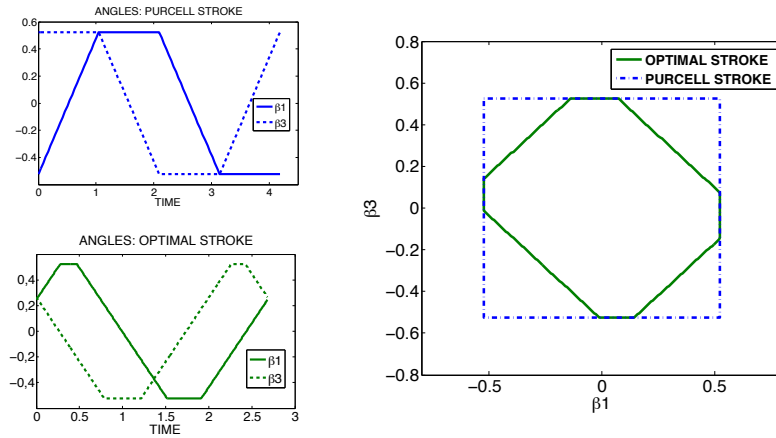 ANGLES: PURCELL STROKE
0.6
0.4
0.2
0
−0.2
−0.4
β1
β3
0 1 2 3 4
TIME
ANGLES: OPTIMAL STROKE
0,4
0,2
0
−0,2
−0,4
β1
β3
0 0.5 1 1.5 2 2.5 3
TIME
0.8
0.6
0.4
0.2
0
−0.2
−0.4
−0.6
−0.8
β3
OPTIMAL STROKE
PURCELL STROKE
−0.5 0 0.5
β1